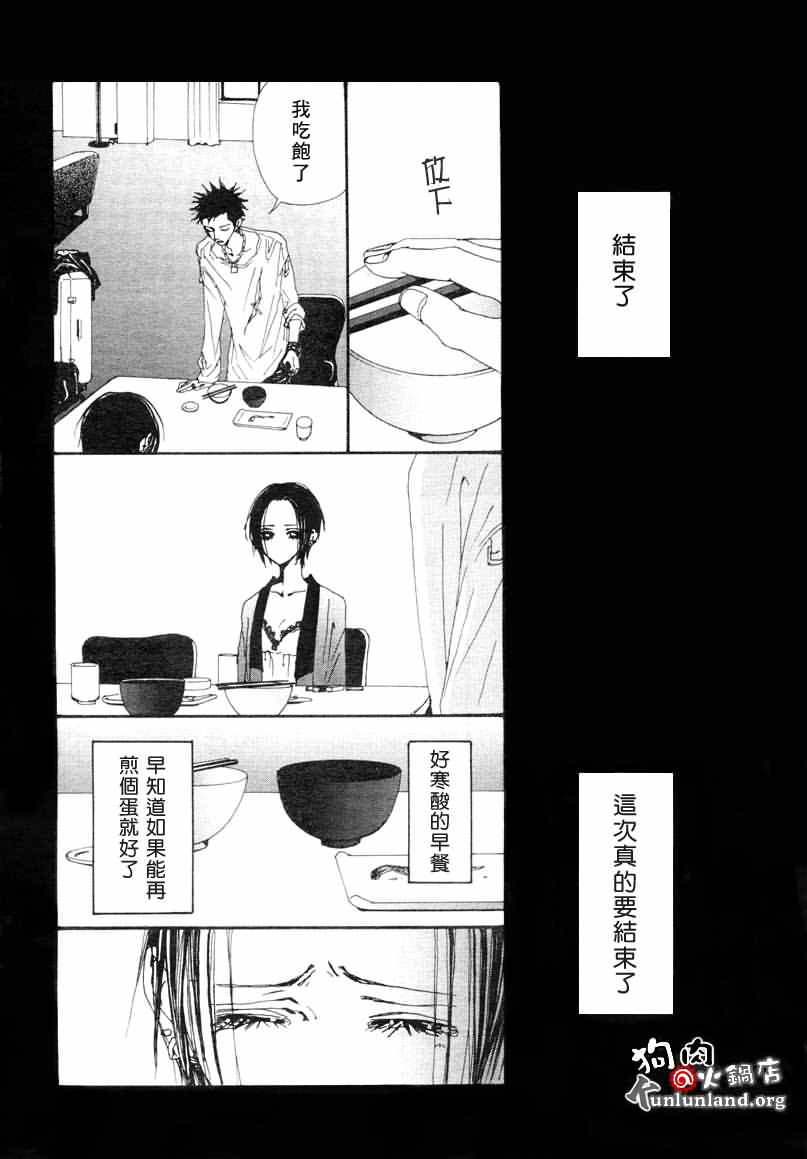 結束了
這次真的要結束了
放下
我吃飽了
好寒酸的早餐
早知道如果能再
煎個蛋就好了
狗肉火鍋店
Kunlunland.org